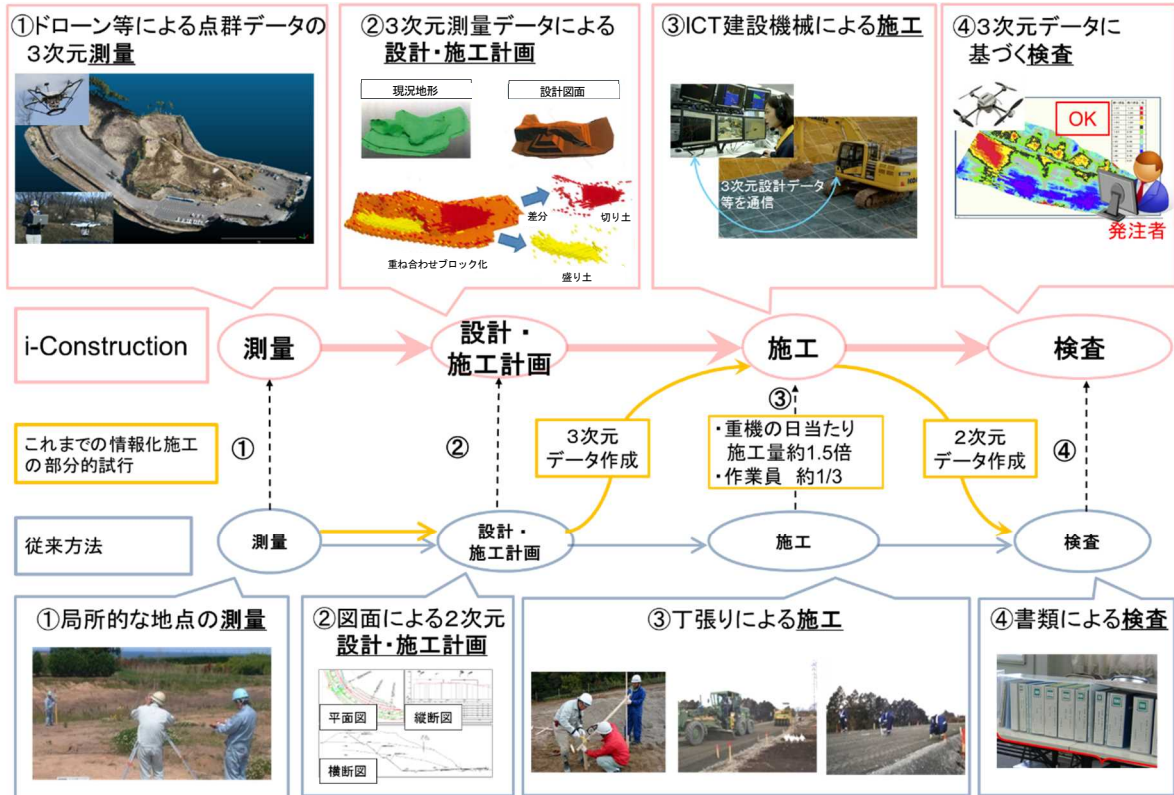 ①ドローン等による点群データの
3次元測量
②3次元測量データによる
設計・施工計画
現況地形
設計図面
差分
切り土
重ね合わせブロック化
盛り土
③ICT建設機械による施工
3次元設計データ
等を通信
④3次元データに
基づく検査
OK
発注者
i-Construction
測量
設計・
施工計画
施工
検査
これまでの情報化施工
の部分的試行
①
②
3次元
データ作成
③
・重機の日当たり
施工量約1.5倍
・作業員 約1/3
2次元
データ作成
④
従来方法
測量
設計・
施工計画
施工
検査
①局所的な地点の測量
②図面による2次元
設計・施工計画
平面図
縦断図
横断図
③丁張りによる施工
④書類による検査